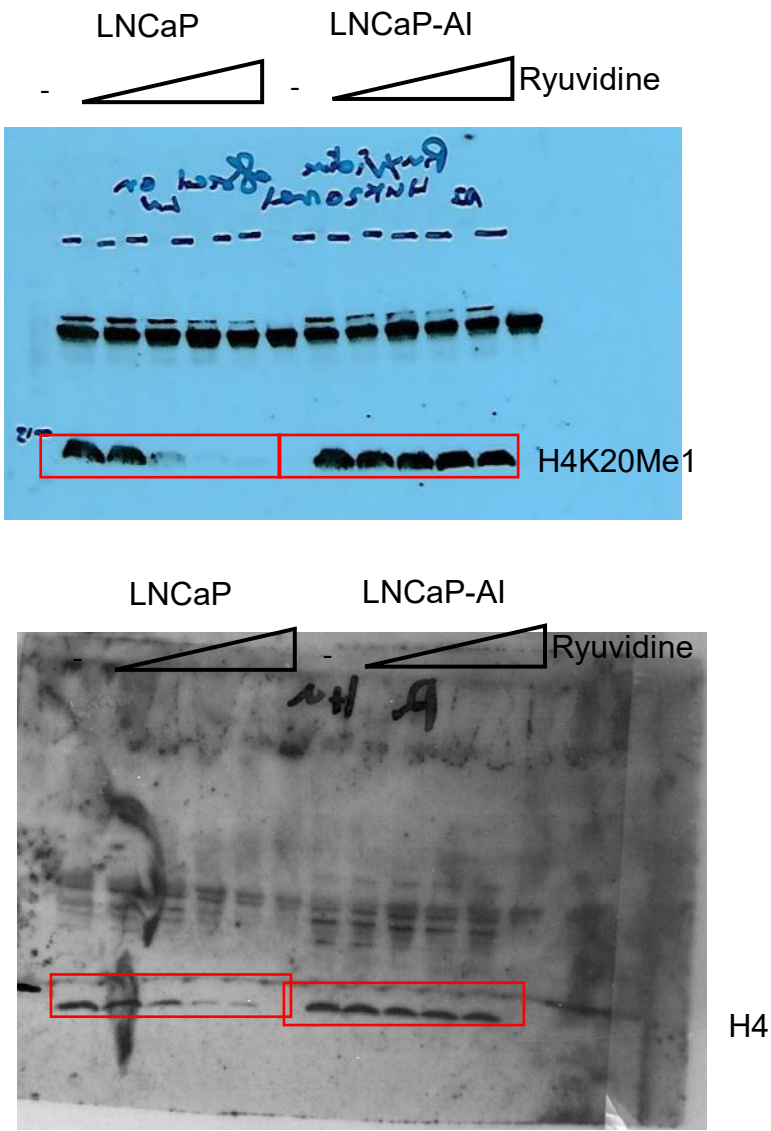 LNCaP LNCaP-AI
- - Ryuvidine
H4K20Me1
LNCaP LNCaP-AI
- - Ryuvidine
H4